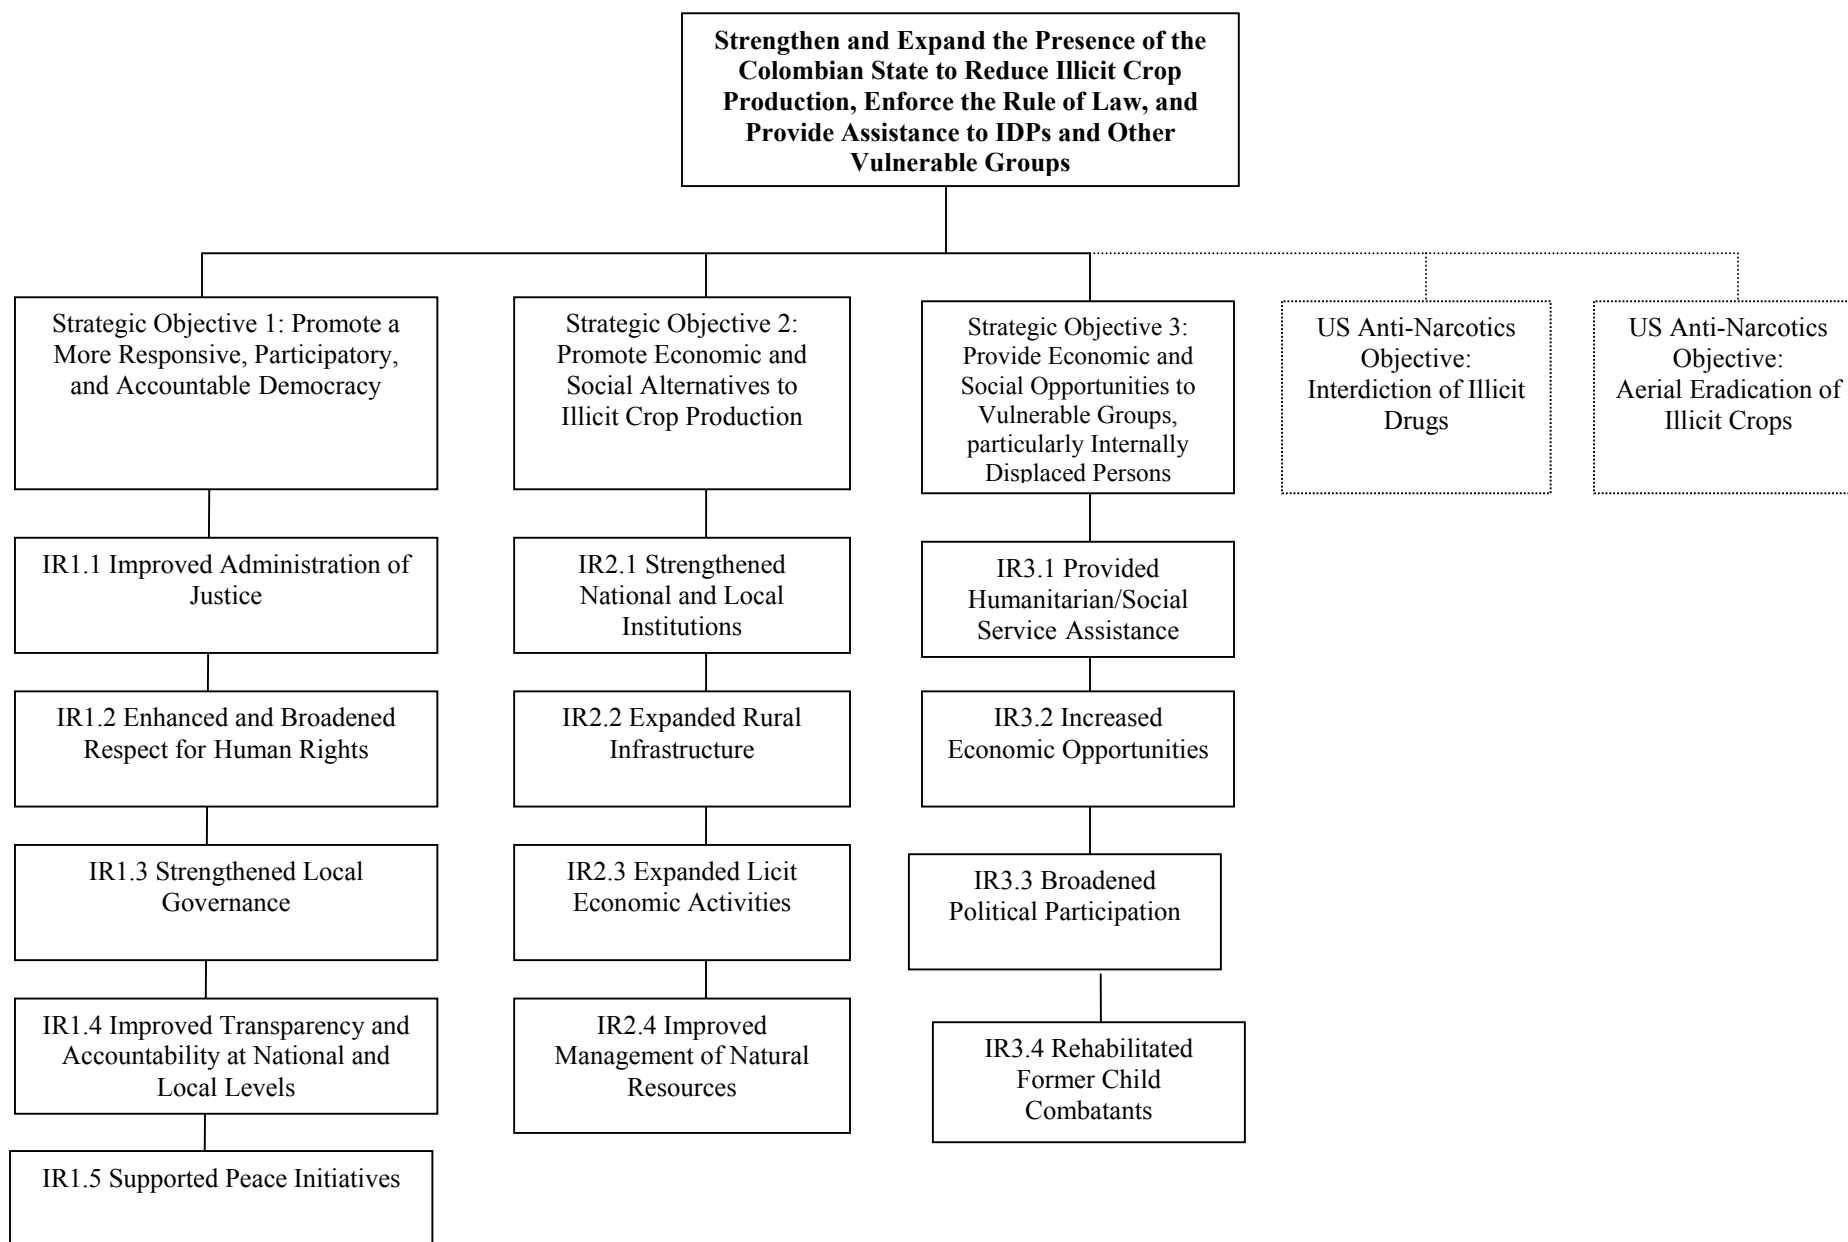 Strengthen and Expand the Presence of the
Colombian State to Reduce Illicit Crop
Production, Enforce the Rule of Law, and
Provide Assistance to IDPs and Other
Vulnerable Groups
Strategic Objective 1: Promote a
More Responsive, Participatory,
and Accountable Democracy
Strategic Objective 2:
Promote Economic and
Social Alternatives to
Illicit Crop Production
Strategic Objective 3:
Provide Economic and
Social Opportunities to
Vulnerable Groups,
particularly Internally
Displaced Persons
US Anti-Narcotics
Objective:
Interdiction of Illicit
Drugs
US Anti-Narcotics
Objective:
Aerial Eradication of
Illicit Crops
IR1.1 Improved Administration of
Justice
IR2.1 Strengthened
National and Local
Institutions
IR3.1 Provided
Humanitarian/Social
Service Assistance
IR1.2 Enhanced and Broadened
Respect for Human Rights
IR2.2 Expanded Rural
Infrastructure
IR3.2 Increased
Economic Opportunities
IR1.3 Strengthened Local
Governance
IR2.3 Expanded Licit
Economic Activities
IR3.3 Broadened
Political Participation
IR1.4 Improved Transparency and
Accountability at National and
Local Levels
IR2.4 Improved
Management of Natural
Resources
IR3.4 Rehabilitated
Former Child
Combatants
IR1.5 Supported Peace Initiatives